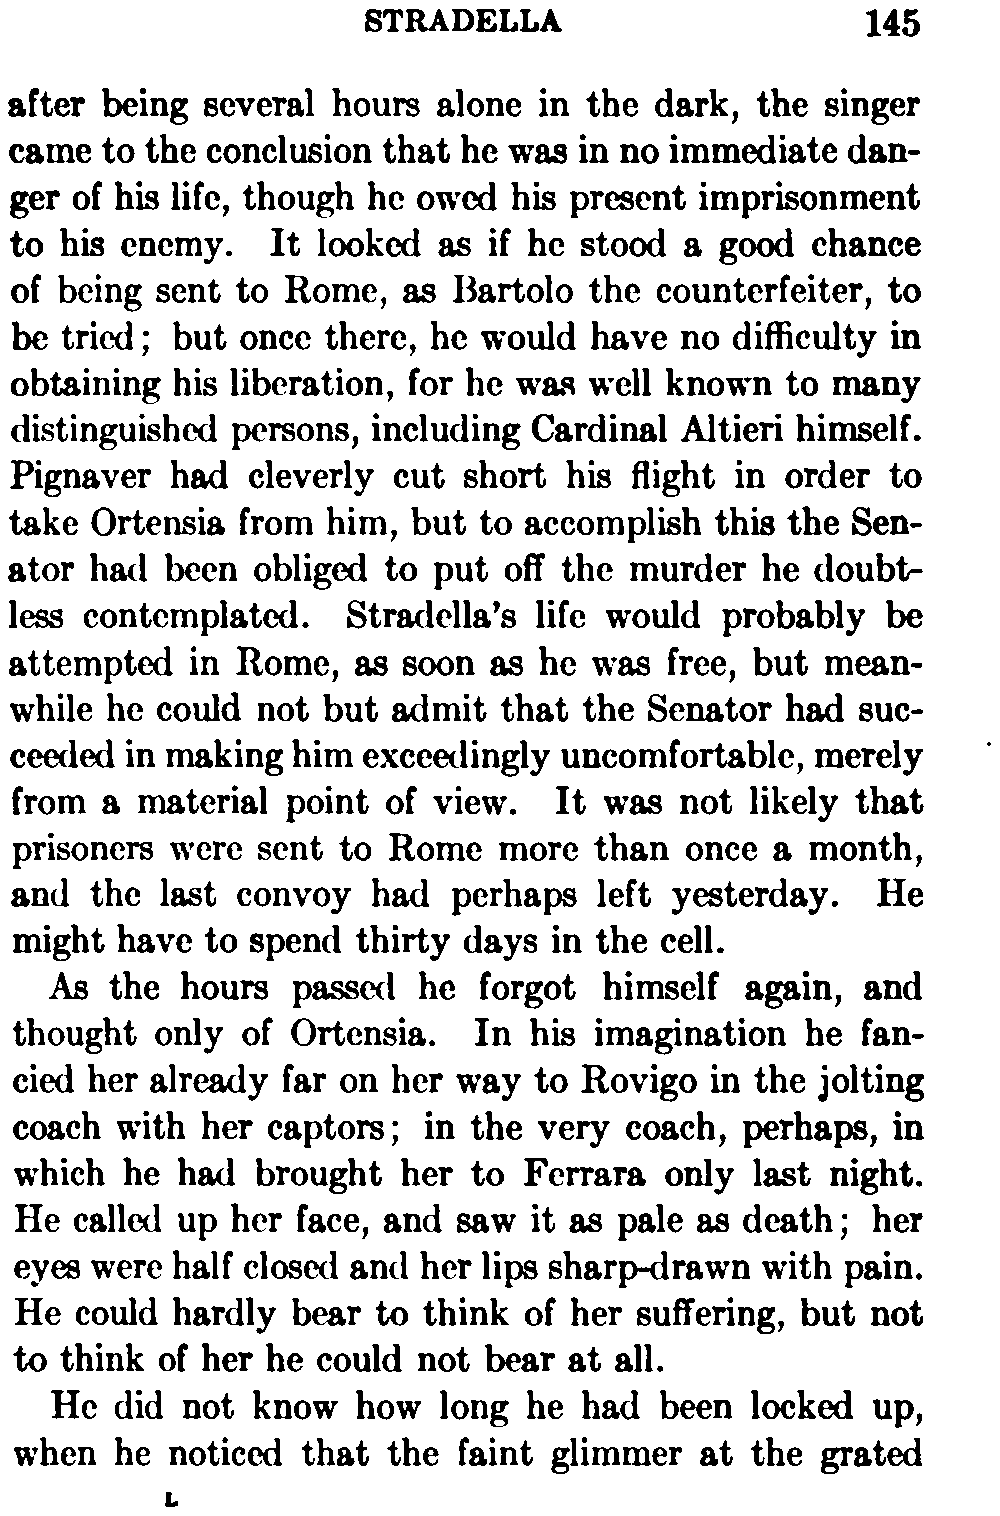 STRADELLA 145
after being several hours alone in the dark, the singer
came to the conclusion that he was in no immediate dan-
ger of his life, though he owed his present imprisonment
to his enemy. It looked as if he stood a good chance
of being sent to Rome, as Bartolo the counterfeiter, to
be tried; but once there, he would have no difficulty in
obtaining his liberation, for he was well known to many
distinguished persons, including Cardinal Altieri himself.
Pignaver had cleverly cut short his flight in order to
take Ortensia from him, but to accomplish this the Sen-
ator had been obliged to put off the murder he doubt-
less contemplated. Stradella's life would probably be
attempted in Rome, as soon as he was free, but mean-
while he could not but admit that the Senator had suc-
ceeded in making him exceedingly uncomfortable, merely
from a material point of view. It was not likely that
prisoners were sent to Rome more than once a month,
and the last convoy had perhaps left yesterday. He
might have to spend thirty days in the cell.
As the hours passed he forgot himself again, and
thought only of Ortensia. In his imagination he fan-
cied her already far on her way to Rovigo in the jolting
coach with her captors; in the very coach, perhaps, in
which he had brought her to Ferrara only last night.
He called up her face, and saw it as pale as death; her
eyes were half closed and her lips sharp-drawn with pain.
He could hardly bear to think of her suffering, but not
to think of her he could not bear at all.
He did not know how long he had been locked up,
when he noticed that the faint glimmer at the grated
L